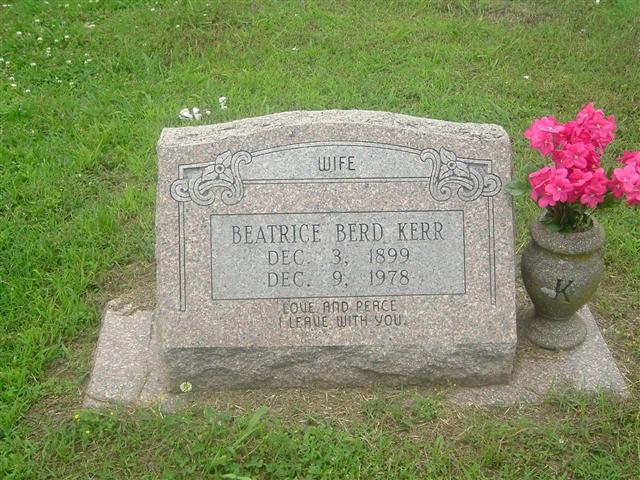 WIFE
BEATRICE BERD KERR
DEC. 3, 1899
DEC. 9, 1978
LOVE AND PEACE
I LEAVE WITH YOU.
K